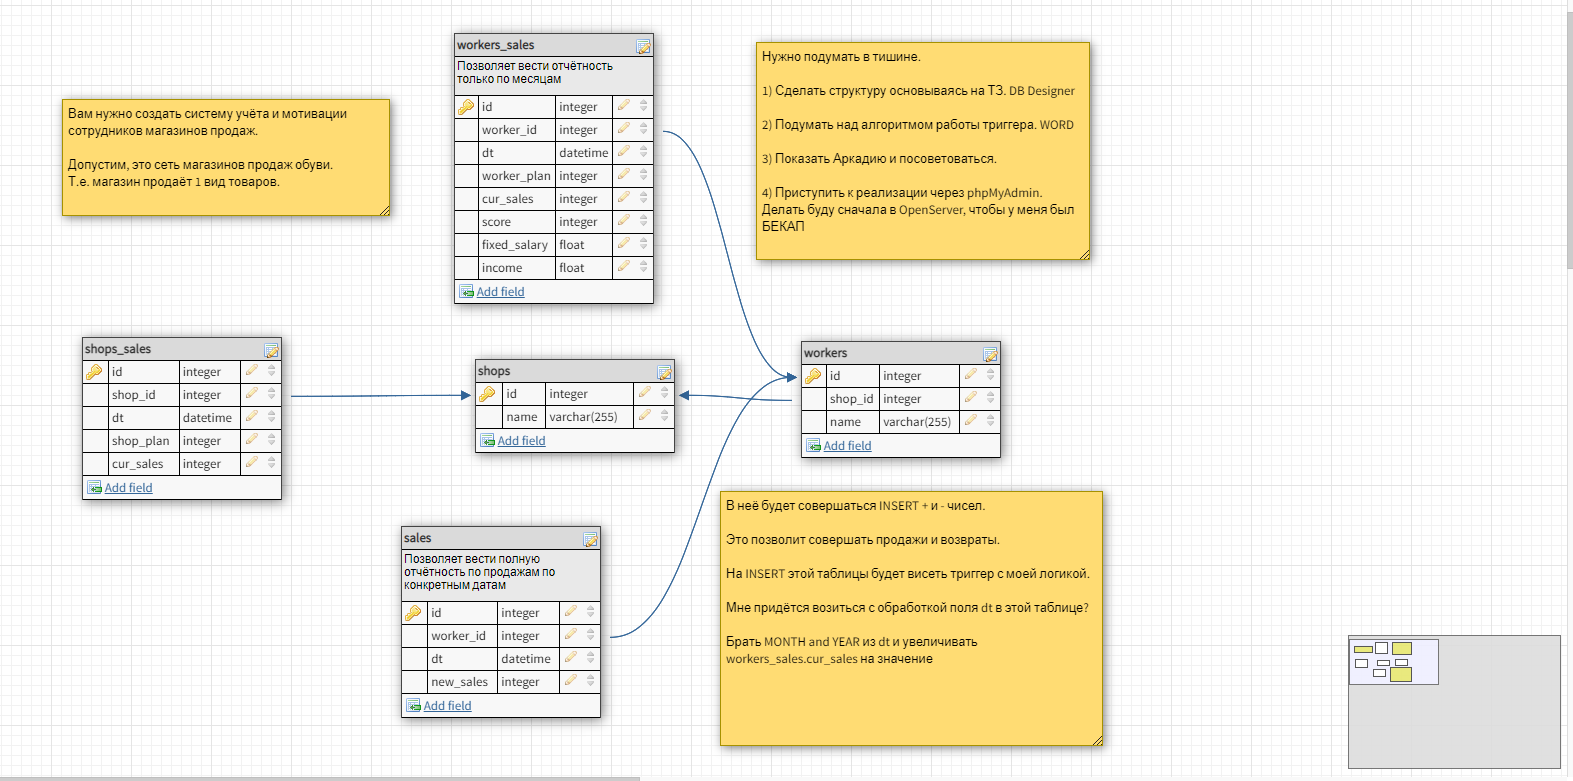 workers_sales
Позволяет вести отчётность
только по месяцам
id integer
worker_id integer
dt datetime
worker_plan integer
cur_sales integer
score integer
fixed_salary float
income float
Add field
Нужно подумать в тишине.
1) Сделать структуру основываясь на ТЗ. DB Designer
2) Подумать над алгоритмом работы триггера. WORD
3) Показать Аркадию и посоветоваться.
4) Приступить к реализации через phpMyAdmin.
Делать буду сначала в OpenServer, чтобы у меня был
БЕКАП
Вам нужно создать систему учёта и мотивации
сотрудников магазинов продаж.
Допустим, это сеть магазинов продаж обуви.
Т.е. магазин продаёт 1 вид товаров.
shops_sales
id integer
shop_id integer
dt datetime
shop_plan integer
cur_sales integer
Add field
shops
id integer
name varchar(255)
Add field
workers
id integer
shop_id integer
name varchar(255)
Add field
sales
Позволяет вести полную
отчётность по продажам по
конкретным датам
id integer
worker_id integer
dt datetime
new_sales integer
Add field
В неё будет совершаться INSERT + и - чисел.
Это позволит совершать продажи и возвраты.
На INSERT этой таблицы будет висеть триггер с моей логикой.
Мне придётся возиться с обработкой поля dt в этой таблице?
Брать MONTH and YEAR из dt и увеличивать
workers_sales.cur_sales на значение